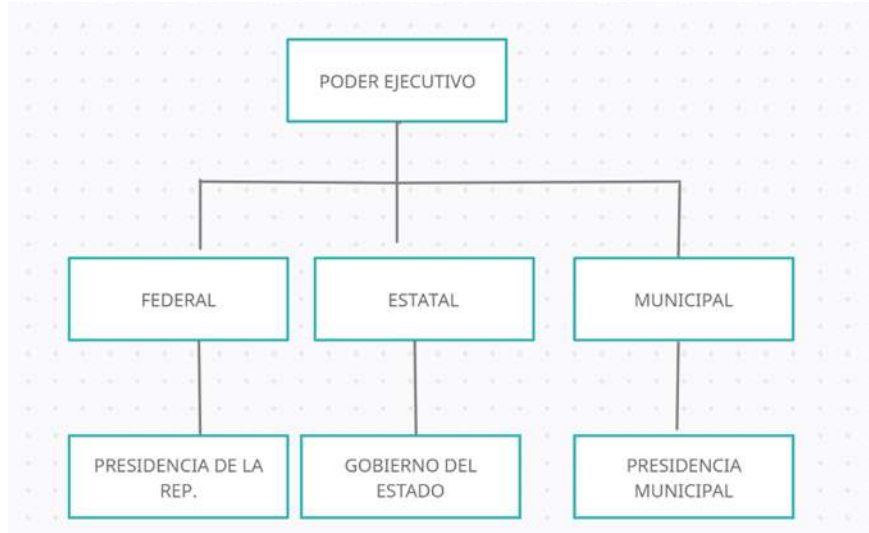 PODER EJECUTIVO
FEDERAL
ESTATAL
MUNICIPAL
PRESIDENCIA DE LA
REP.
GOBIERNO DEL
ESTADO
PRESIDENCIA
MUNICIPAL